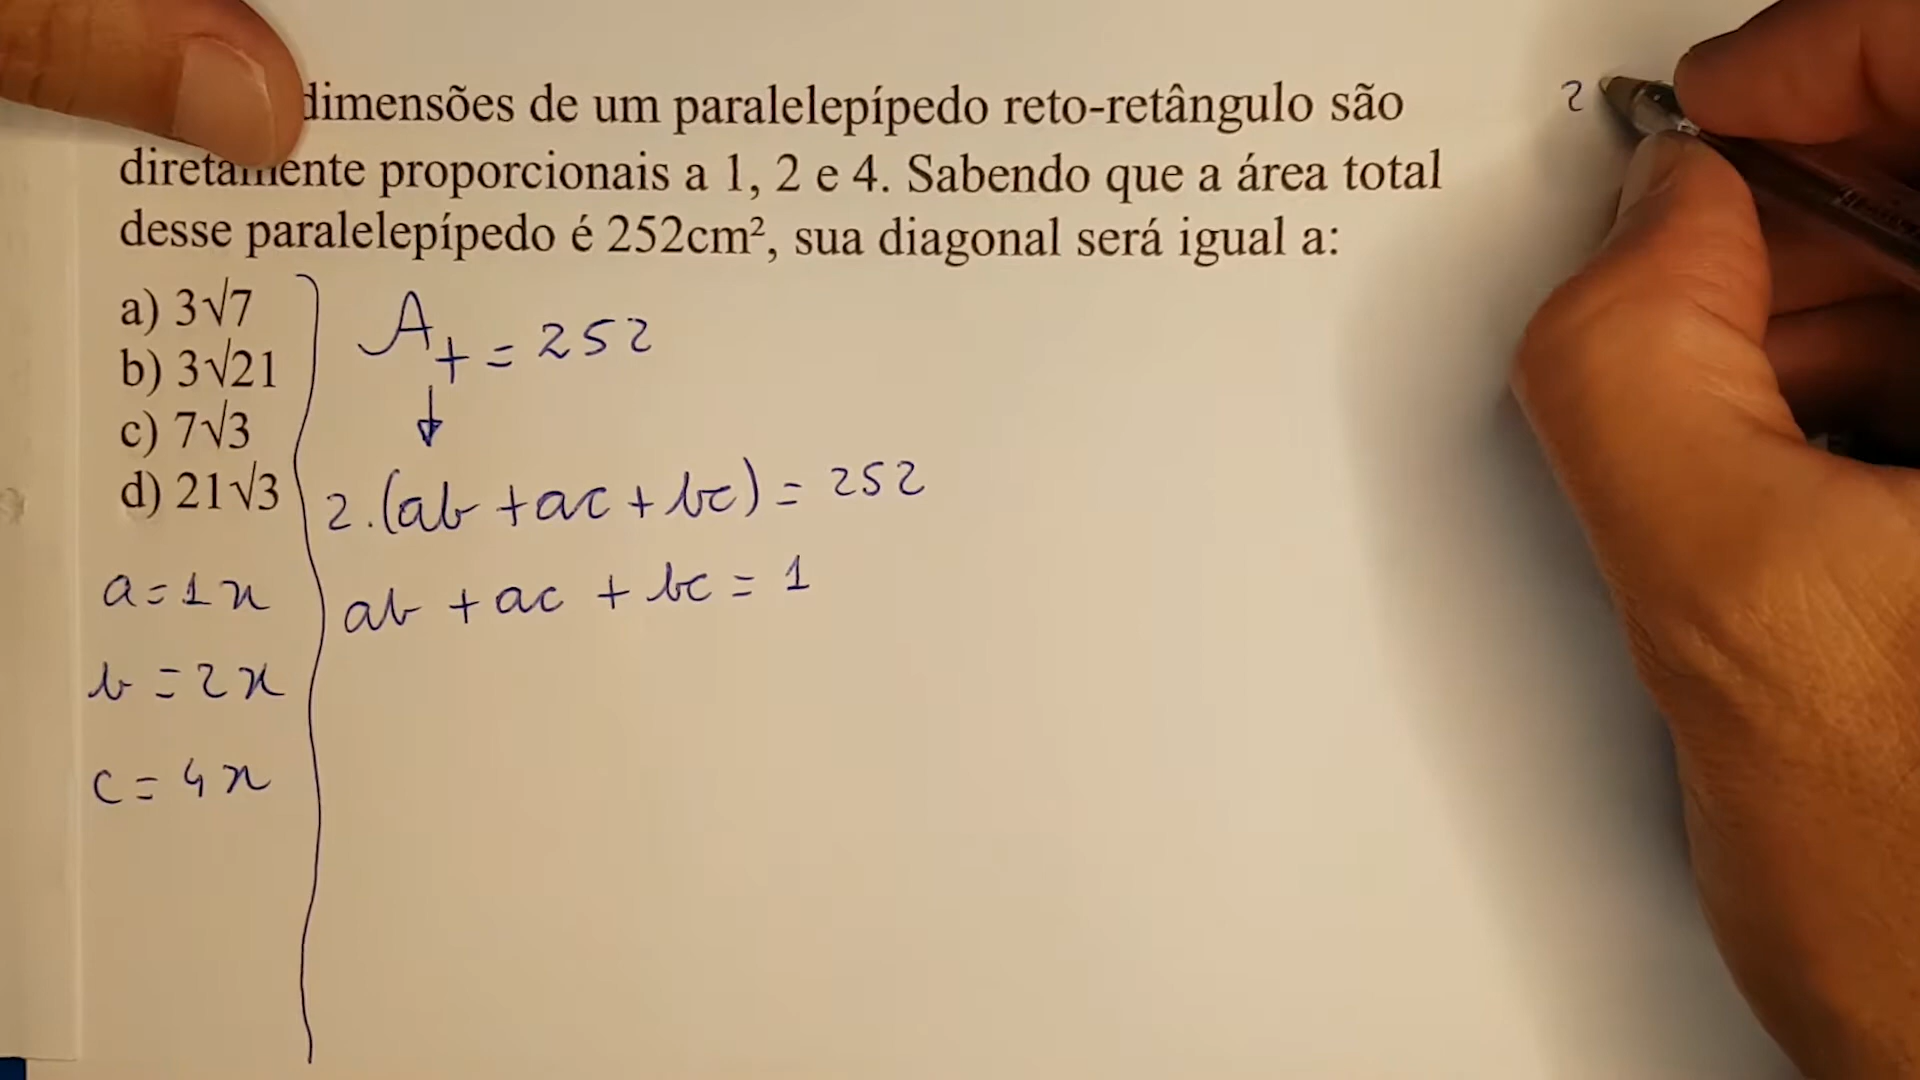 dimensões de um paralelepípedo reto-retângulo são
diretamente proporcionais a 1, 2 e 4. Sabendo que a área total
desse paralelepípedo é 252cm², sua diagonal será igual a:
a) 3√7
b) 3√21
c) 7√3
d) 21√3
A_t = 252
2.(ab + ac + bc) = 252
ab + ac + bc = 1
a = 1x
b = 2x
c = 4x
2